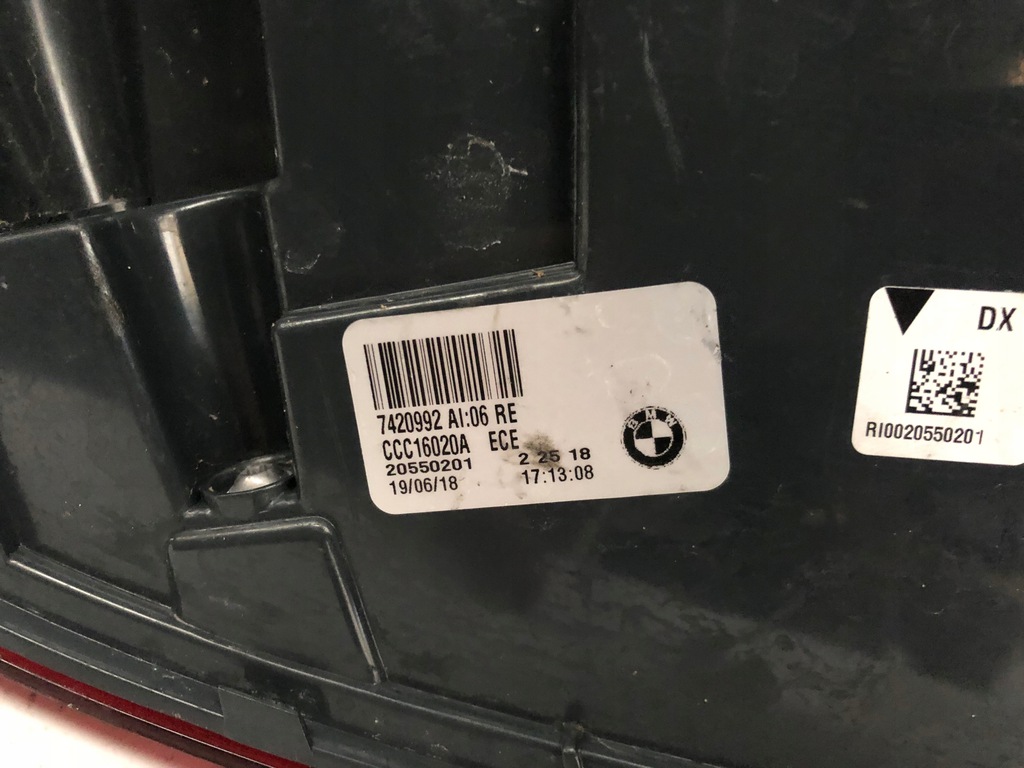 7420992 AI:06 RE
CCC16020A ECE
20550201 2 25 18
19/06/18 17:13:08
BMW
DX
RI0020550201